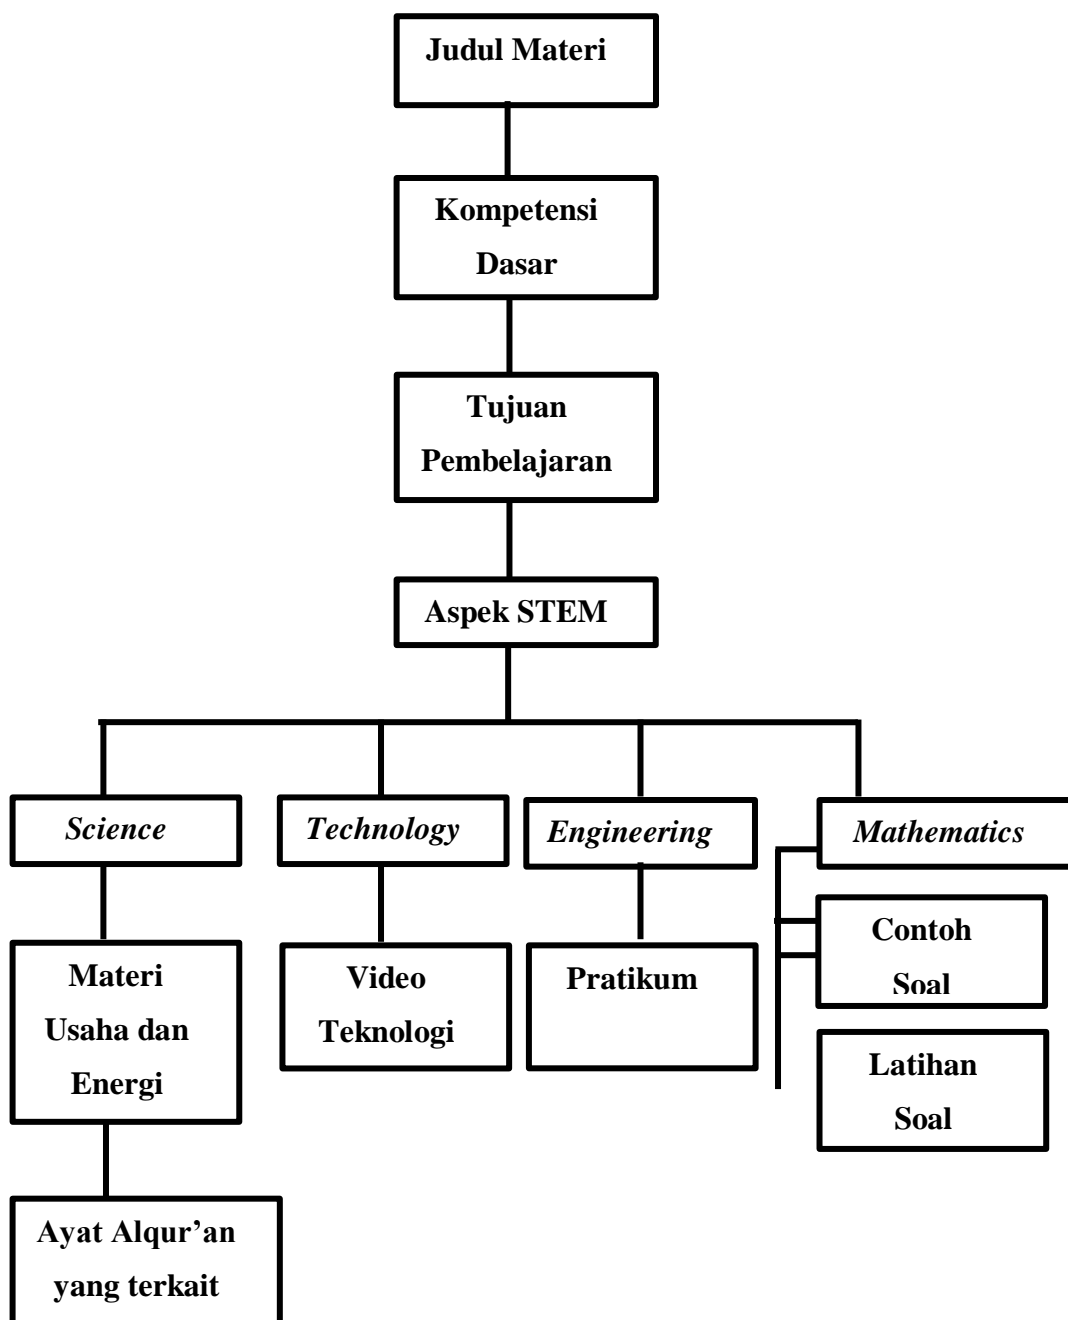 Judul Materi
Kompetensi
Dasar
Tujuan
Pembelajaran
Aspek STEM
Science
Technology
Engineering
Mathematics
Materi
Usaha dan
Energi
Video
Teknologi
Pratikum
Contoh
Soal
Latihan
Soal
Ayat Alqur’an
yang terkait